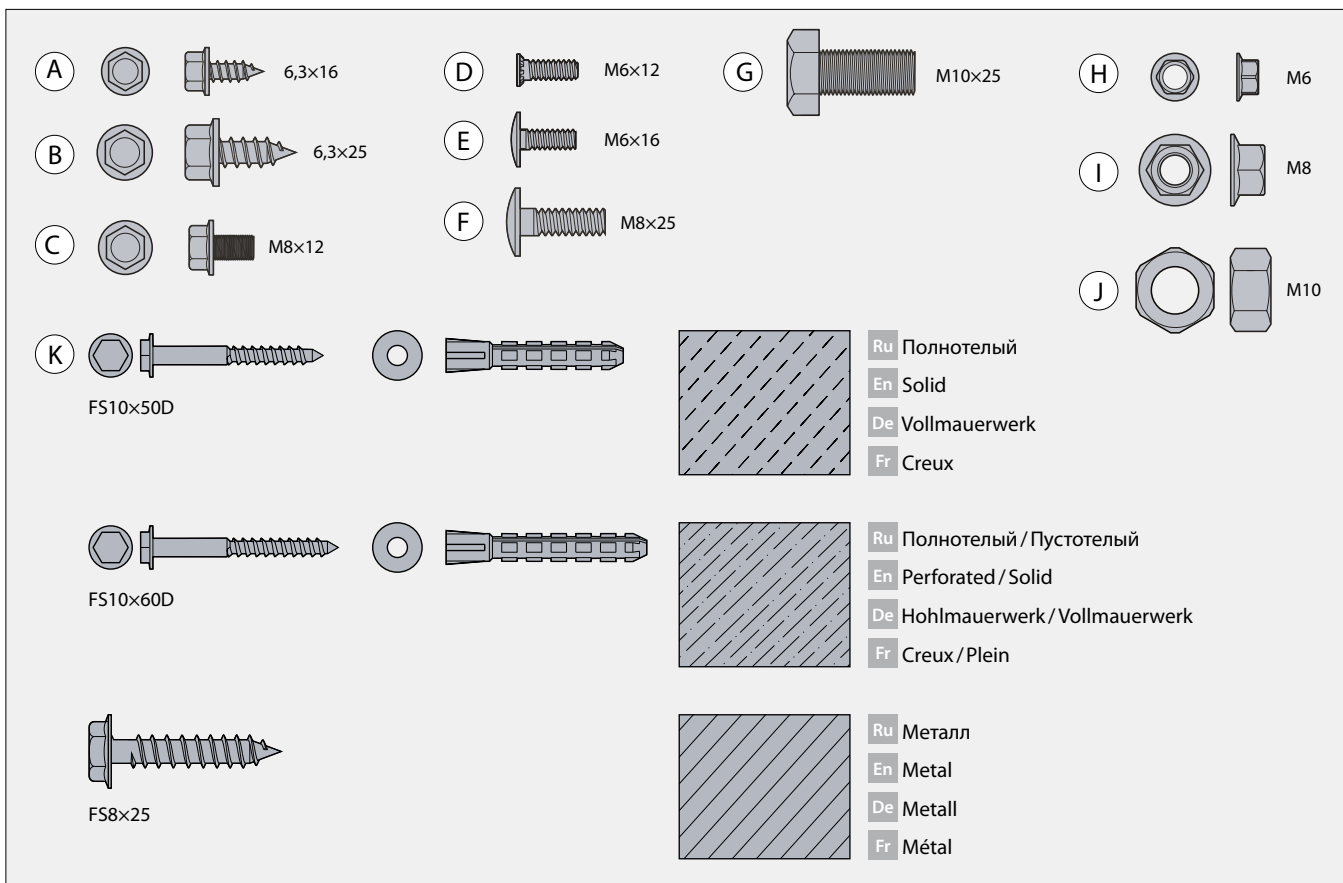 A 6,3×16
B 6,3×25
C M8×12
D M6×12
E M6×16
F M8×25
G M10×25
H M6
I M8
J M10
K
FS10×50D
Ru Полнотелый
En Solid
De Vollmauerwerk
Fr Creux
FS10×60D
Ru Полнотелый / Пустотелый
En Perforated / Solid
De Hohlmauerwerk / Vollmauerwerk
Fr Creux / Plein
FS8×25
Ru Металл
En Metal
De Metall
Fr Métal